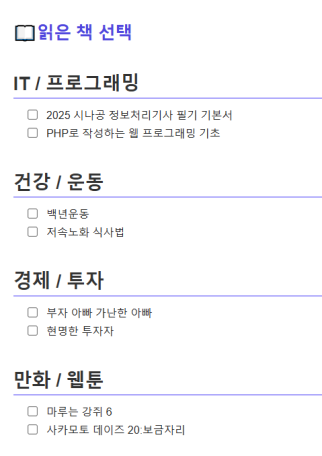 읽은 책 선택
IT / 프로그래밍
2025 시나공 정보처리기사 필기 기본서
PHP로 작성하는 웹 프로그래밍 기초
건강 / 운동
백년운동
저속노화 식사법
경제 / 투자
부자 아빠 가난한 아빠
현명한 투자자
만화 / 웹툰
마루는 강쥐 6
사카모토 데이즈 20:보금자리